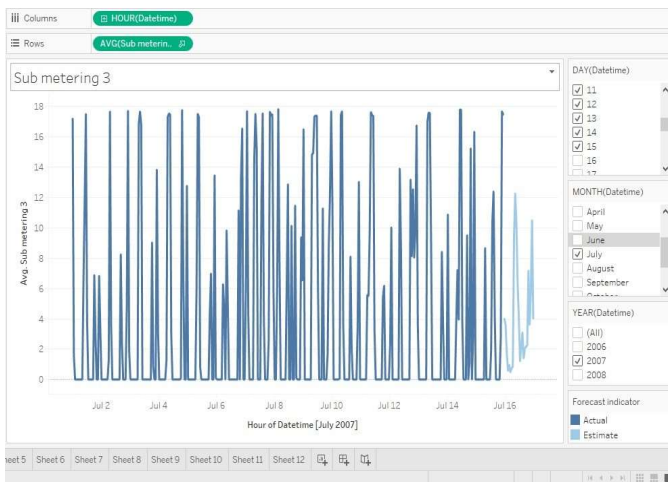 Columns
HOUR(Datetime)
Rows
AVG(Sub meterin..
Sub metering 3
Avg. Sub metering 3
18
16
14
12
10
8
6
4
2
0
Jul 2 Jul 4 Jul 6 Jul 8 Jul 10 Jul 12 Jul 14 Jul 16
Hour of Datetime [July 2007]
DAY(Datetime)
11
12
13
14
15
16
17
MONTH(Datetime)
April
May
June
July
August
September
October
YEAR(Datetime)
(All)
2006
2007
2008
Forecast indicator
Actual
Estimate
heet 5 Sheet 6 Sheet 7 Sheet 8 Sheet 9 Sheet 10 Sheet 11 Sheet 12